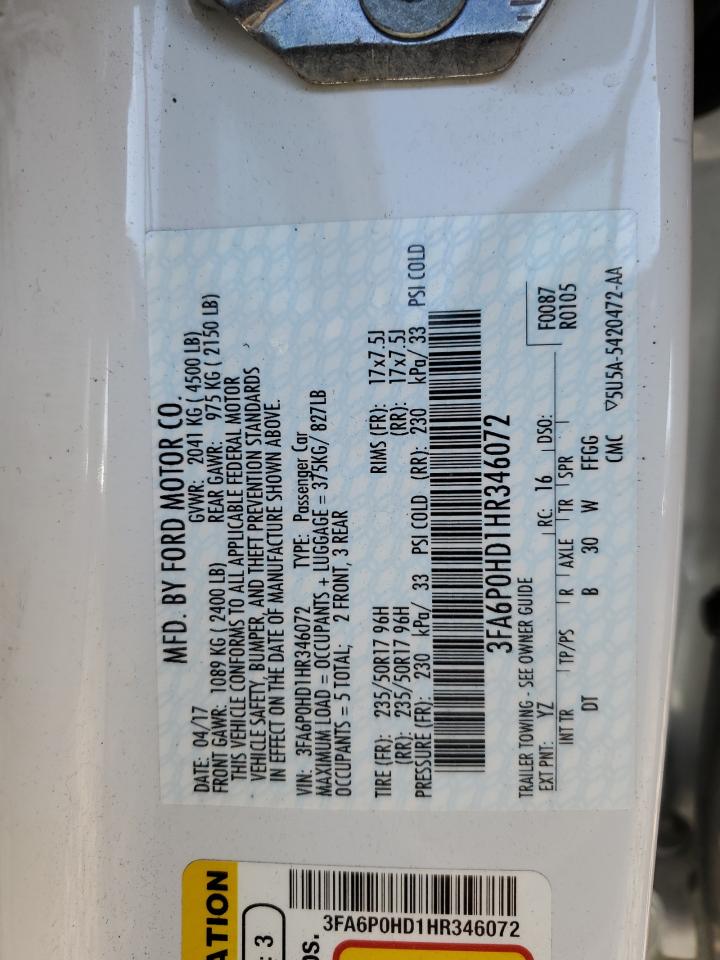 MFD. BY FORD MOTOR CO.
DATE: 04/17 GVWR: 2041 KG ( 4500 LB)
FRONT GAWR: 1089 KG ( 2400 LB) REAR GAWR: 975 KG ( 2150 LB)
THIS VEHICLE CONFORMS TO ALL APPLICABLE FEDERAL MOTOR
VEHICLE SAFETY, BUMPER, AND THEFT PREVENTION STANDARDS
IN EFFECT ON THE DATE OF MANUFACTURE SHOWN ABOVE.
VIN: 3FA6P0HD1HR346072 TYPE: Passenger Car
MAXIMUM LOAD = OCCUPANTS + LUGGAGE = 375KG/ 827LB
OCCUPANTS = 5 TOTAL; 2 FRONT, 3 REAR
TIRE (FR): 235/50R17 96H RIMS (FR): 17x7.5J
(RR): 235/50R17 96H (RR): 17x7.5J
PRESSURE (FR): 230 kPa/ 33 PSI COLD (RR): 230 kPa/ 33 PSI COLD
3FA6P0HD1HR346072
TRAILER TOWING - SEE OWNER GUIDE
F0087
EXT PNT: YZ RC: 16 DSO: R0105
INT TR TP/PS R AXLE TR SPR
DT B 30 W FFGG
CMC ▽5U5A-5420472-AA
ATION
: 3
os.
3FA6P0HD1HR346072